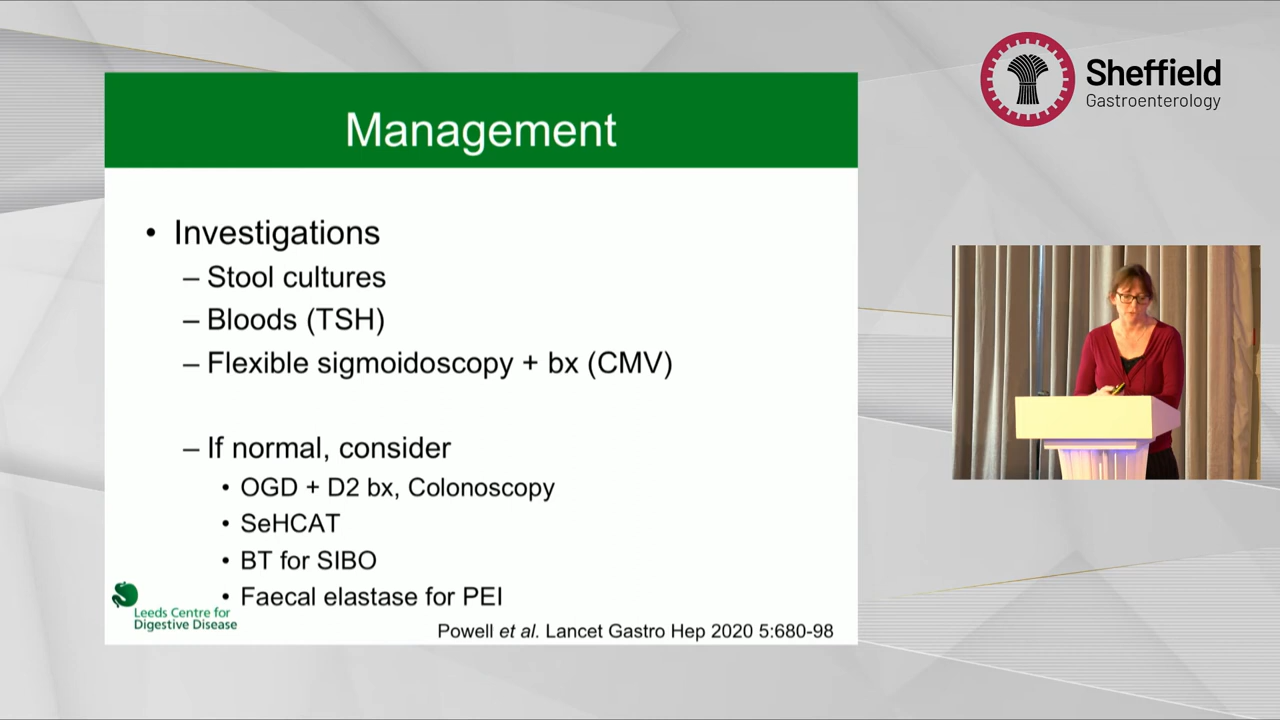 Sheffield
Gastroenterology
Management
• Investigations
– Stool cultures
– Bloods (TSH)
– Flexible sigmoidoscopy + bx (CMV)
– If normal, consider
• OGD + D2 bx, Colonoscopy
• SeHCAT
• BT for SIBO
• Faecal elastase for PEI
Leeds Centre for
Digestive Disease
Powell et al. Lancet Gastro Hep 2020 5:680-98